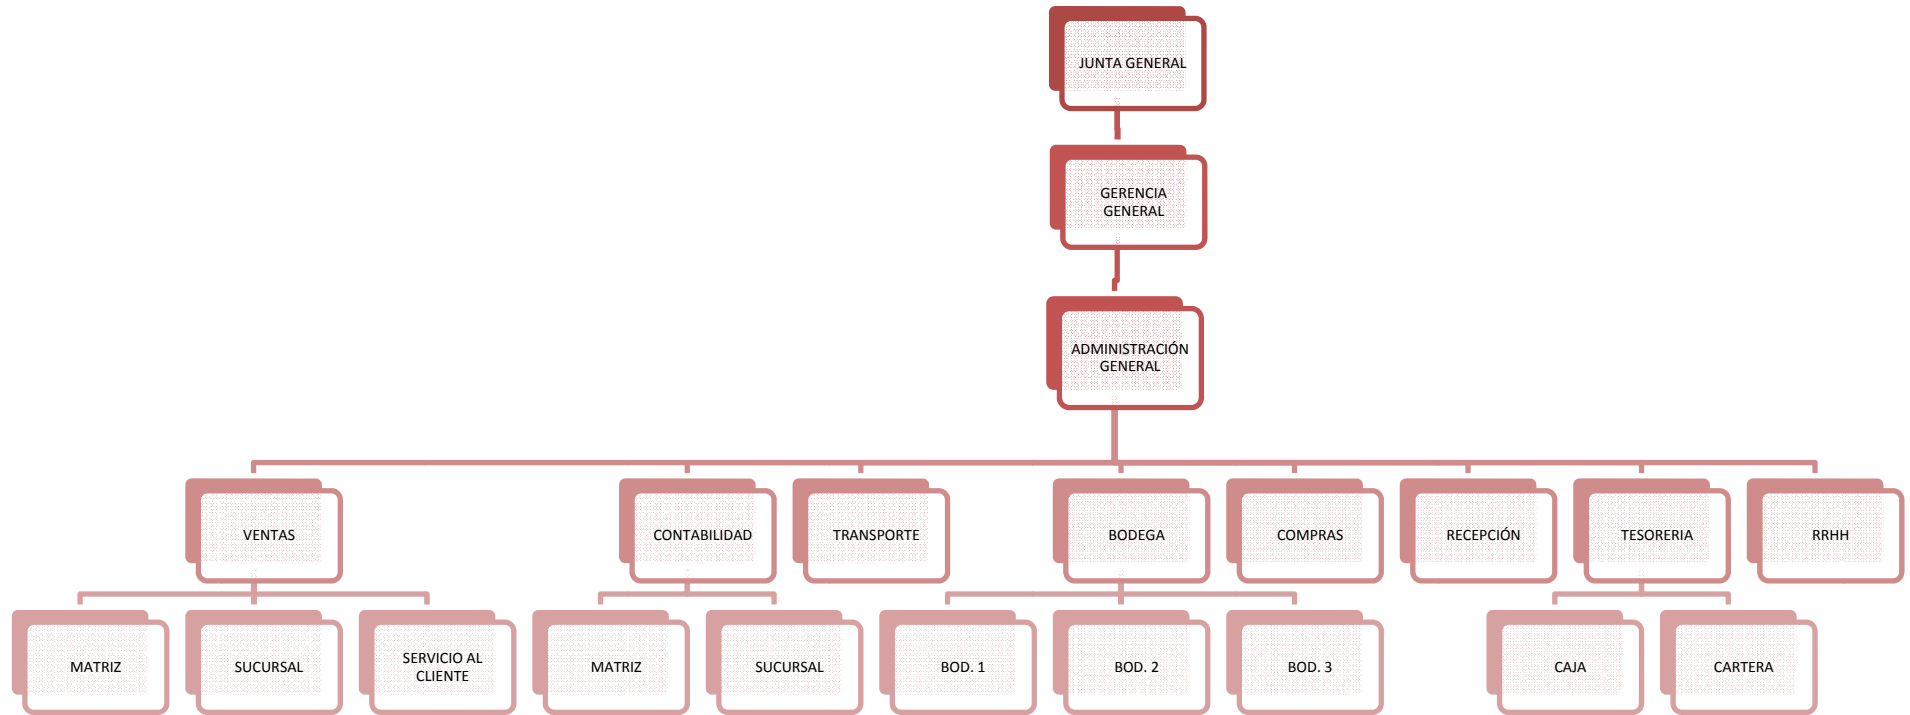 JUNTA GENERAL
GERENCIA
GENERAL
ADMINISTRACIÓN
GENERAL
VENTAS
CONTABILIDAD
TRANSPORTE
BODEGA
COMPRAS
RECEPCIÓN
TESORERIA
RRHH
MATRIZ
SUCURSAL
SERVICIO AL
CLIENTE
MATRIZ
SUCURSAL
BOD. 1
BOD. 2
BOD. 3
CAJA
CARTERA